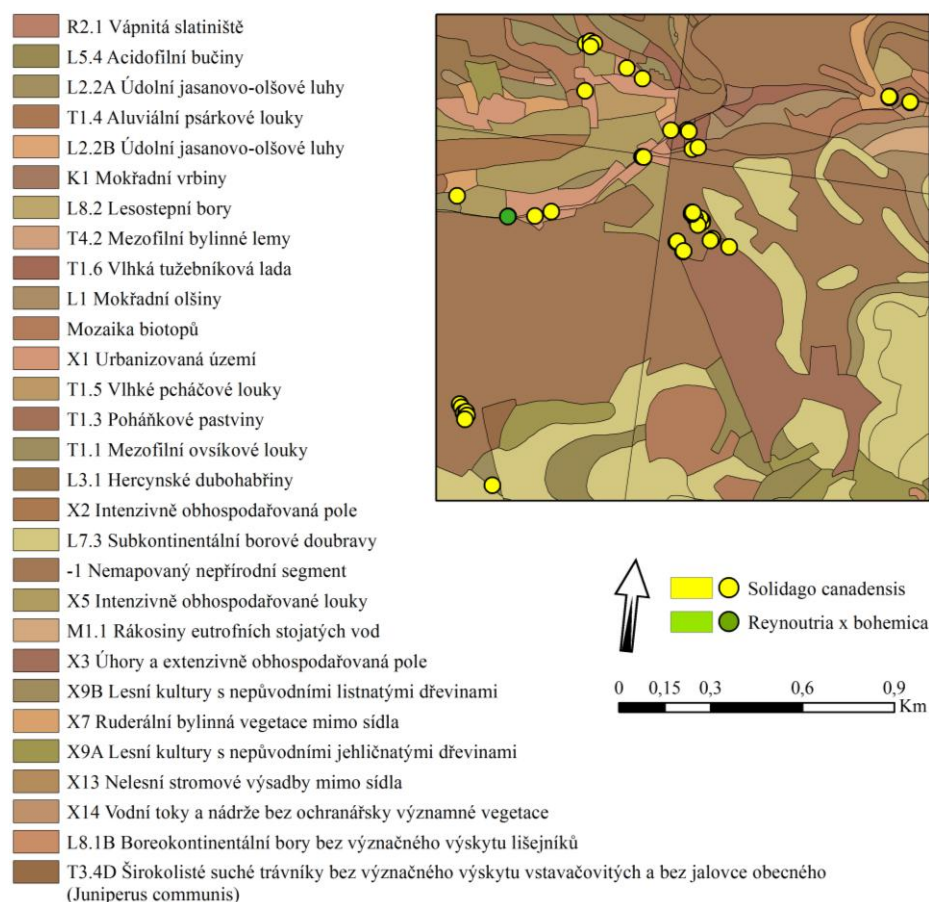 R2.1 Vápnitá slatiniště
L5.4 Acidofilní bučiny
L2.2A Údolní jasanovo-olšové luhy
T1.4 Aluviální psárkové louky
L2.2B Údolní jasanovo-olšové luhy
K1 Mokřadní vrbiny
L8.2 Lesostepní bory
T4.2 Mezofilní bylinné lemy
T1.6 Vlhká tužebníková lada
L1 Mokřadní olšiny
Mozaika biotopů
X1 Urbanizovaná území
T1.5 Vlhké pcháčové louky
T1.3 Poháňkové pastviny
T1.1 Mezofilní ovsíkové louky
L3.1 Hercynské dubohabřiny
X2 Intenzivně obhospodařovaná pole
L7.3 Subkontinentální borové doubravy
-1 Nemapovaný nepřírodní segment
X5 Intenzivně obhospodařované louky
M1.1 Rákosiny eutrofních stojatých vod
X3 Úhory a extenzivně obhospodařovaná pole
X9B Lesní kultury s nepůvodními listnatými dřevinami
X7 Ruderální bylinná vegetace mimo sídla
X9A Lesní kultury s nepůvodními jehličnatými dřevinami
X13 Nelesní stromové výsadby mimo sídla
X14 Vodní toky a nádrže bez ochranářsky významné vegetace
L8.1B Boreokontinentální bory bez význačného výskytu lišejníků
T3.4D Širokolisté suché trávníky bez význačného výskytu vstavačovitých a bez jalovce obecného
(Juniperus communis)
Solidago canadensis
Reynoutria x bohemica
0 0,15 0,3 0,6 0,9
Km